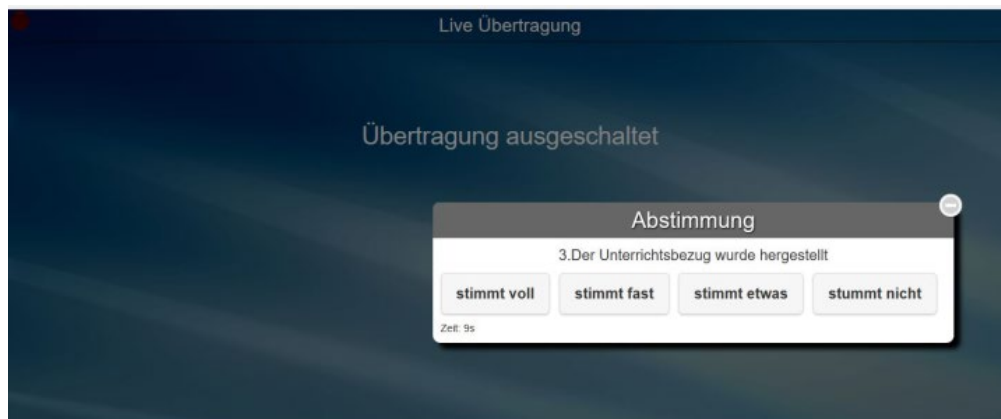 Live Übertragung
Übertragung ausgeschaltet
Abstimmung
3.Der Unterrichtsbezug wurde hergestellt
stimmt voll stimmt fast stimmt etwas stummt nicht
Zeit: 9s